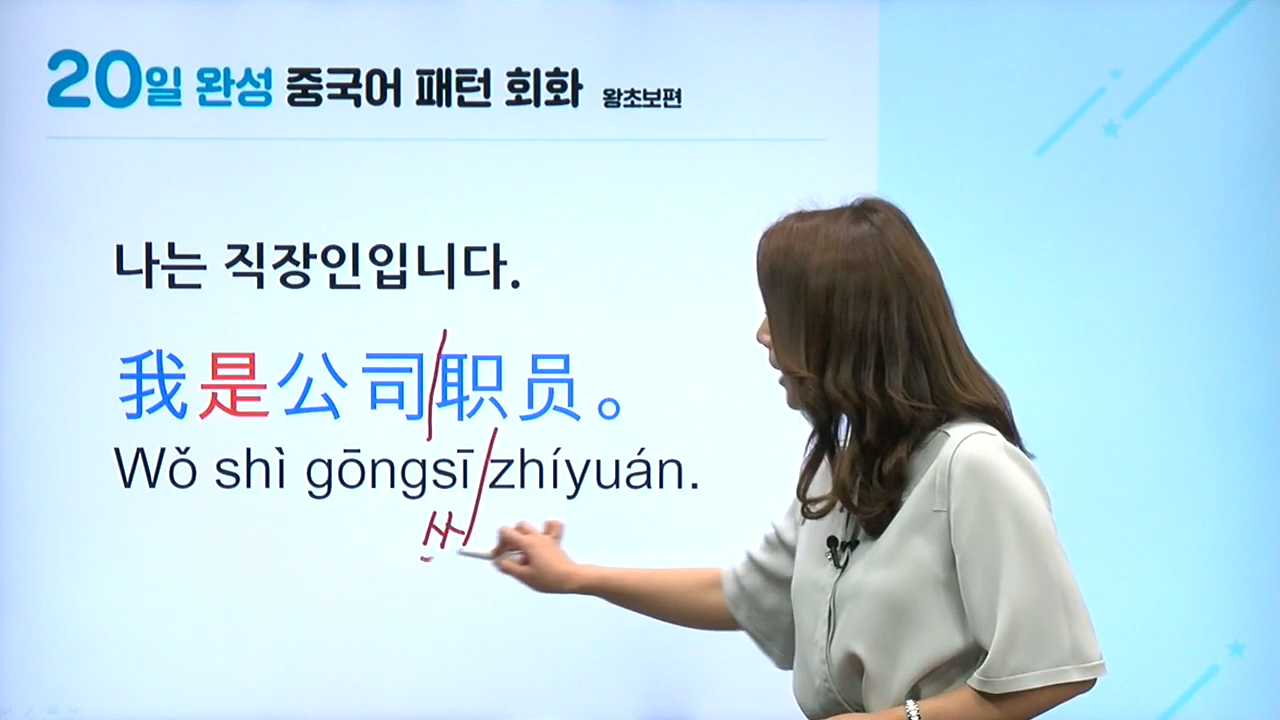 20일 완성 중국어 패턴 회화 왕초보편
나는 직장인입니다.
我是公司职员。
Wǒ shì gōngsī zhíyuán.